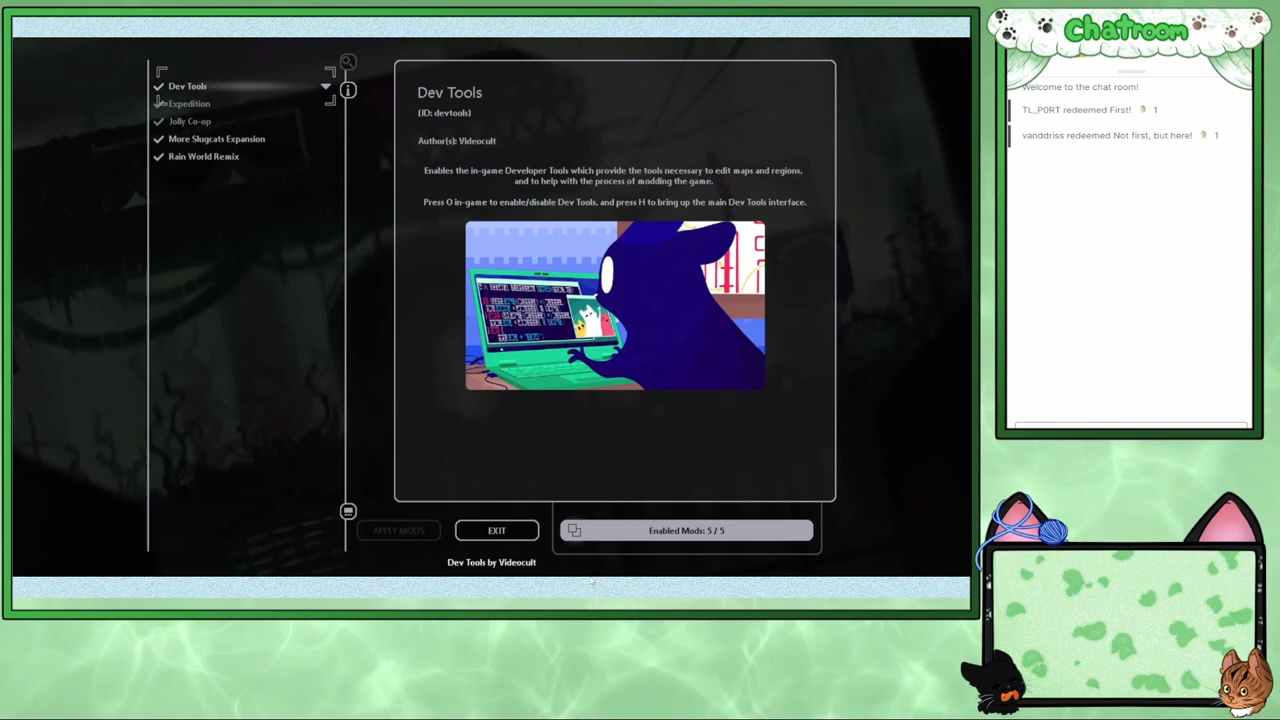 Dev Tools
Expedition
Jolly Co-op
More Slugcats Expansion
Rain World Remix
Dev Tools
[ID: devtools]
Author(s): Videocult
Enables the in-game Developer Tools which provide the tools necessary to edit maps and regions,
and to help with the process of modding the game.
Press O in-game to enable/disable Dev Tools, and press H to bring up the main Dev Tools interface.
APPLY MODS
EXIT
Enabled Mods: 5 / 5
Dev Tools by Videocult
Chatroom
Welcome to the chat room!
TL_P0RT redeemed First! 1
vanddriss redeemed Not first, but here! 1